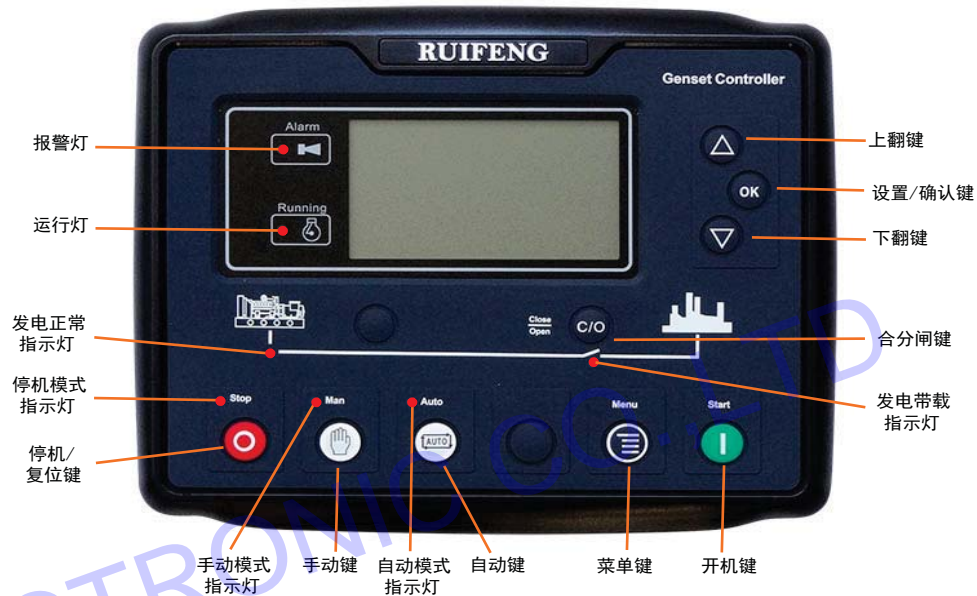 RUIFENG
Genset Controller
报警灯
Alarm
上翻键
OK
设置/确认键
运行灯
Running
下翻键
发电正常
指示灯
Close
Open
C/O
合分闸键
停机模式
指示灯
Stop
Man
Auto
Menu
Start
发电带载
指示灯
AUTO
停机/
复位键
手动模式
指示灯
手动键
自动模式
指示灯
自动键
菜单键
开机键
CTRONIC CO.,LTD